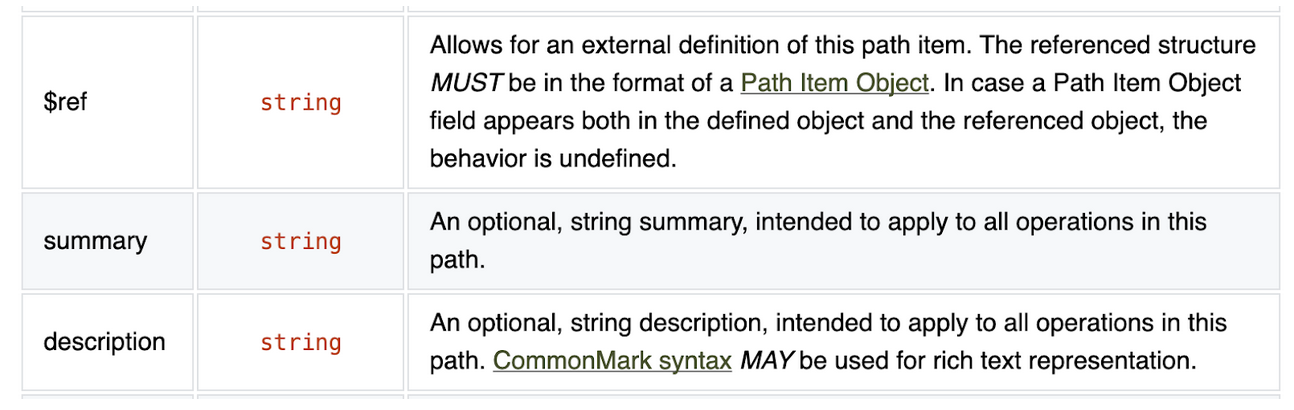 $ref
string
Allows for an external definition of this path item. The referenced structure
MUST be in the format of a Path Item Object. In case a Path Item Object
field appears both in the defined object and the referenced object, the
behavior is undefined.
summary
string
An optional, string summary, intended to apply to all operations in this
path.
description
string
An optional, string description, intended to apply to all operations in this
path. CommonMark syntax MAY be used for rich text representation.